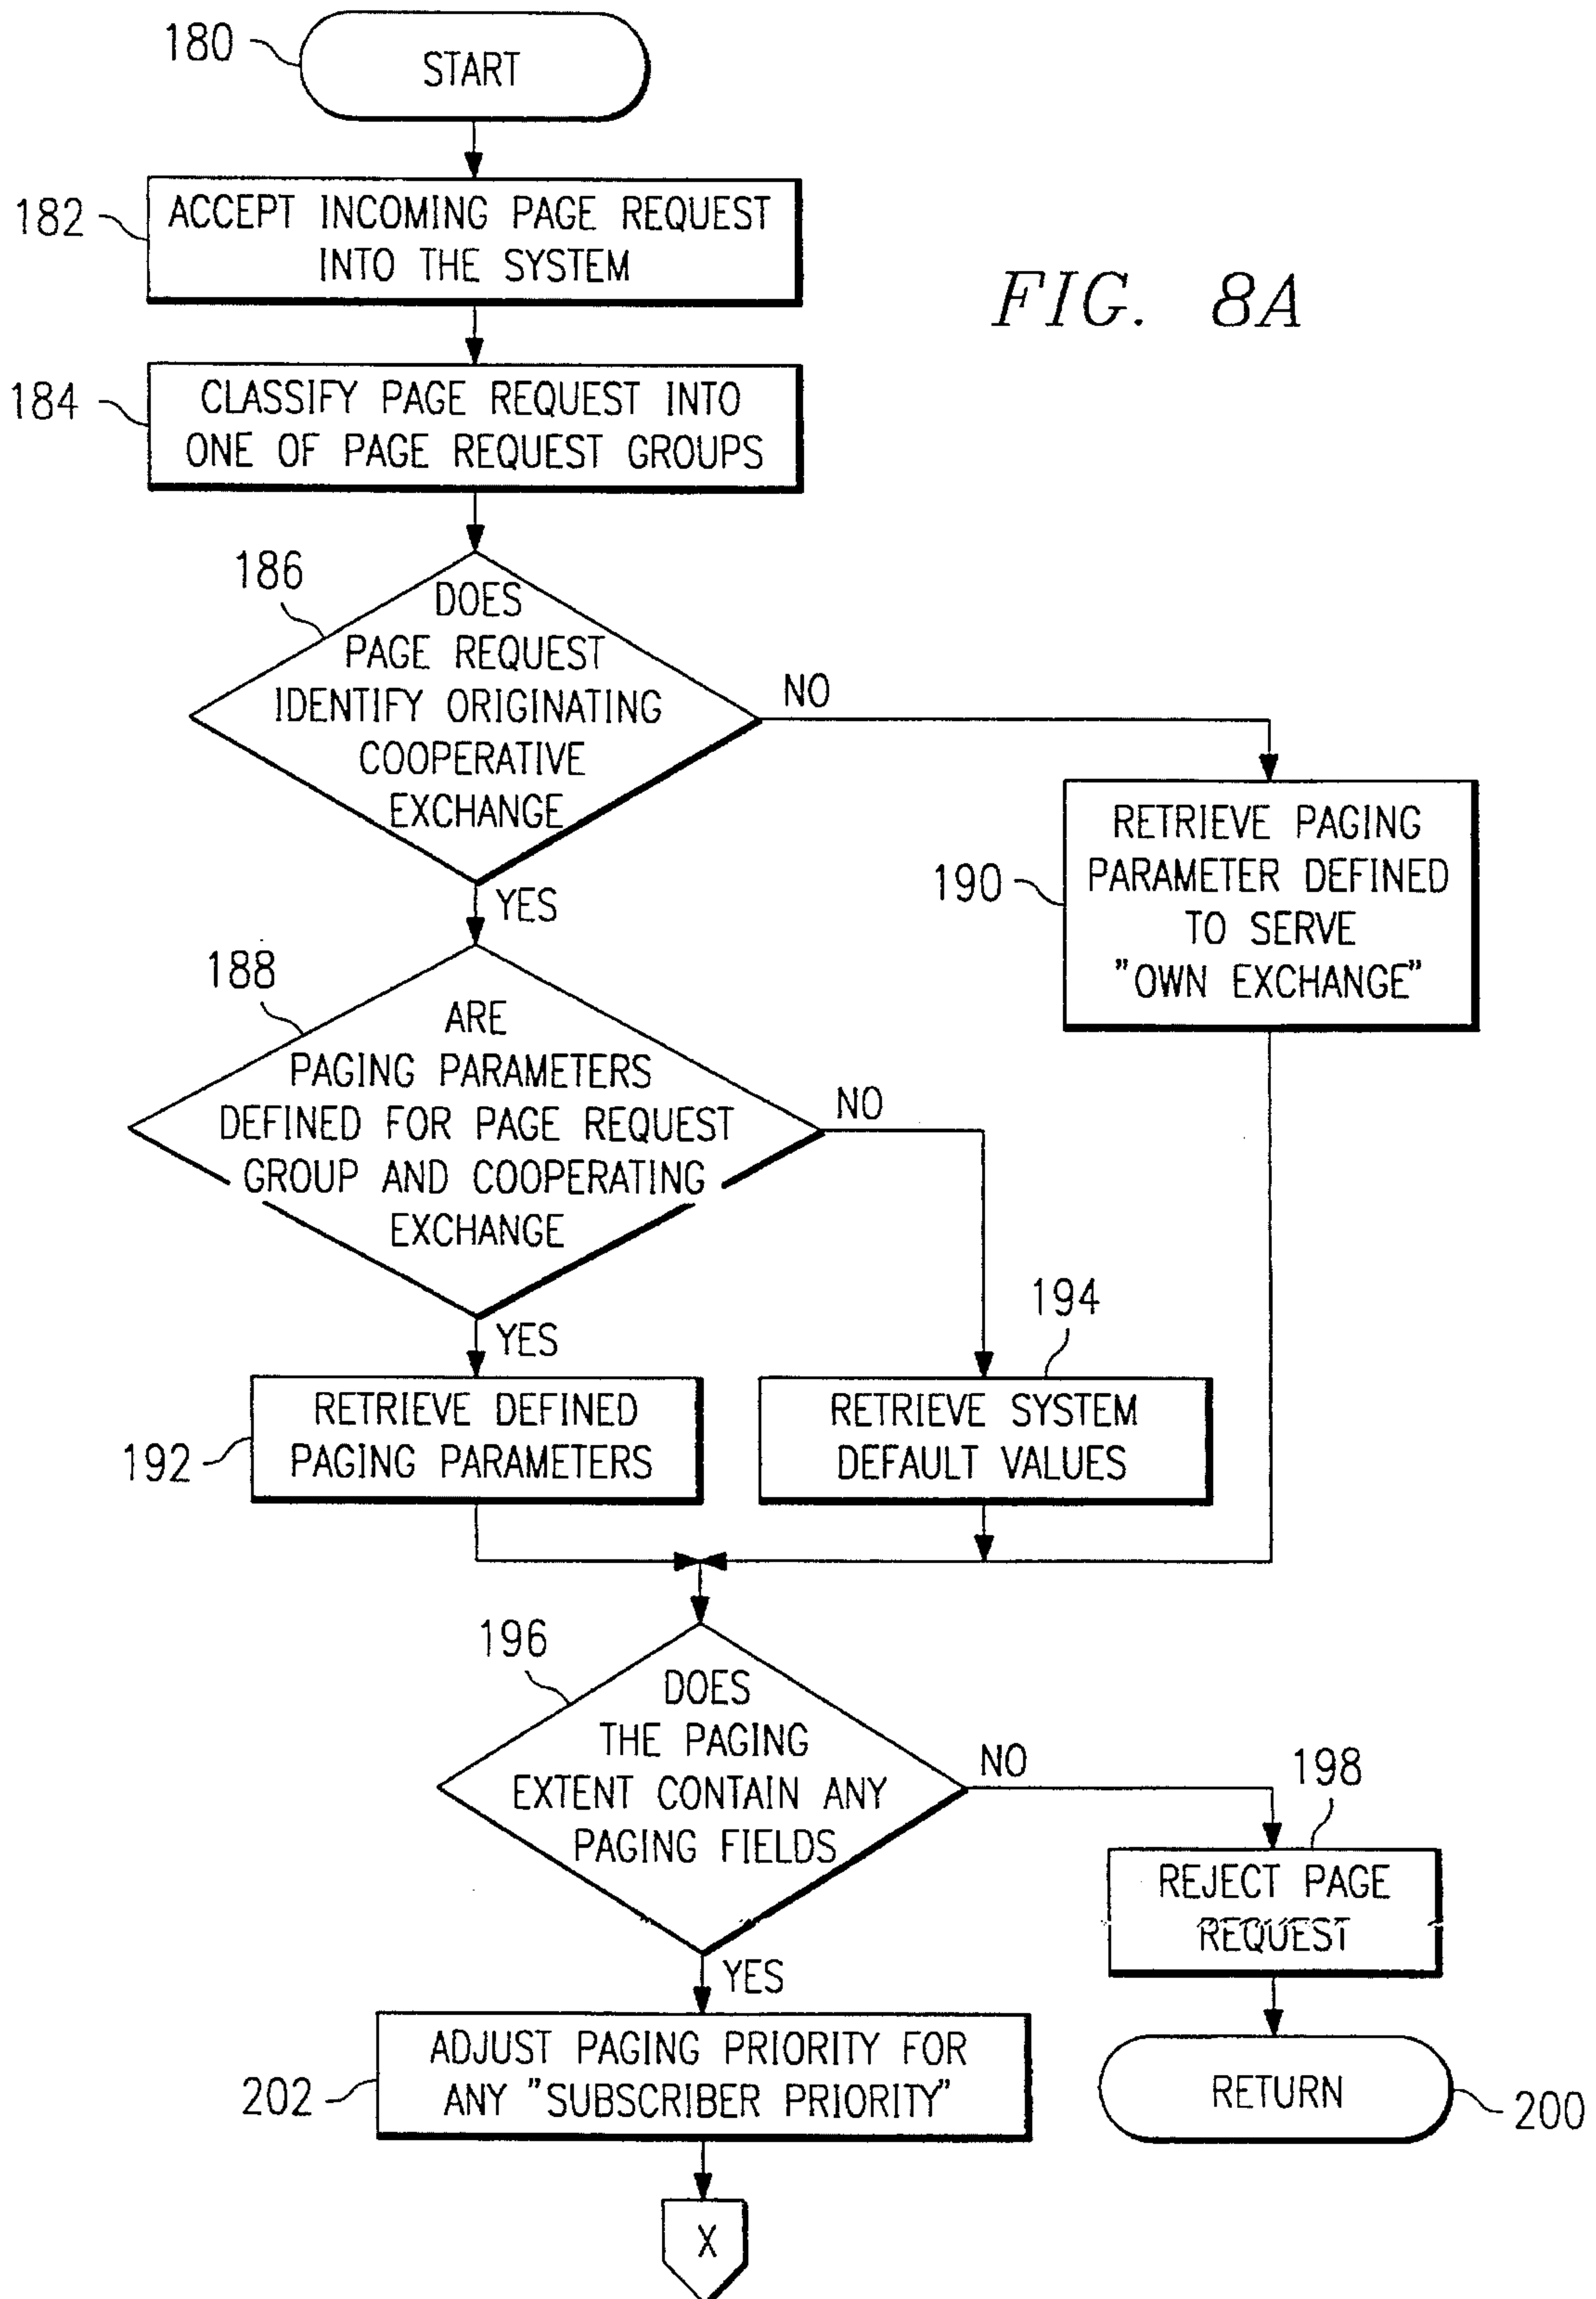 180
START
182
ACCEPT INCOMING PAGE REQUEST
INTO THE SYSTEM
FIG. 8A
184
CLASSIFY PAGE REQUEST INTO
ONE OF PAGE REQUEST GROUPS
186
DOES
PAGE REQUEST
IDENTIFY ORIGINATING
COOPERATIVE
EXCHANGE
NO
YES
190
RETRIEVE PAGING
PARAMETER DEFINED
TO SERVE
"OWN EXCHANGE"
188
ARE
PAGING PARAMETERS
DEFINED FOR PAGE REQUEST
GROUP AND COOPERATING
EXCHANGE
NO
YES
192
RETRIEVE DEFINED
PAGING PARAMETERS
194
RETRIEVE SYSTEM
DEFAULT VALUES
196
DOES
THE PAGING
EXTENT CONTAIN ANY
PAGING FIELDS
NO
198
REJECT PAGE
REQUEST
YES
202
ADJUST PAGING PRIORITY FOR
ANY "SUBSCRIBER PRIORITY"
RETURN
200
X